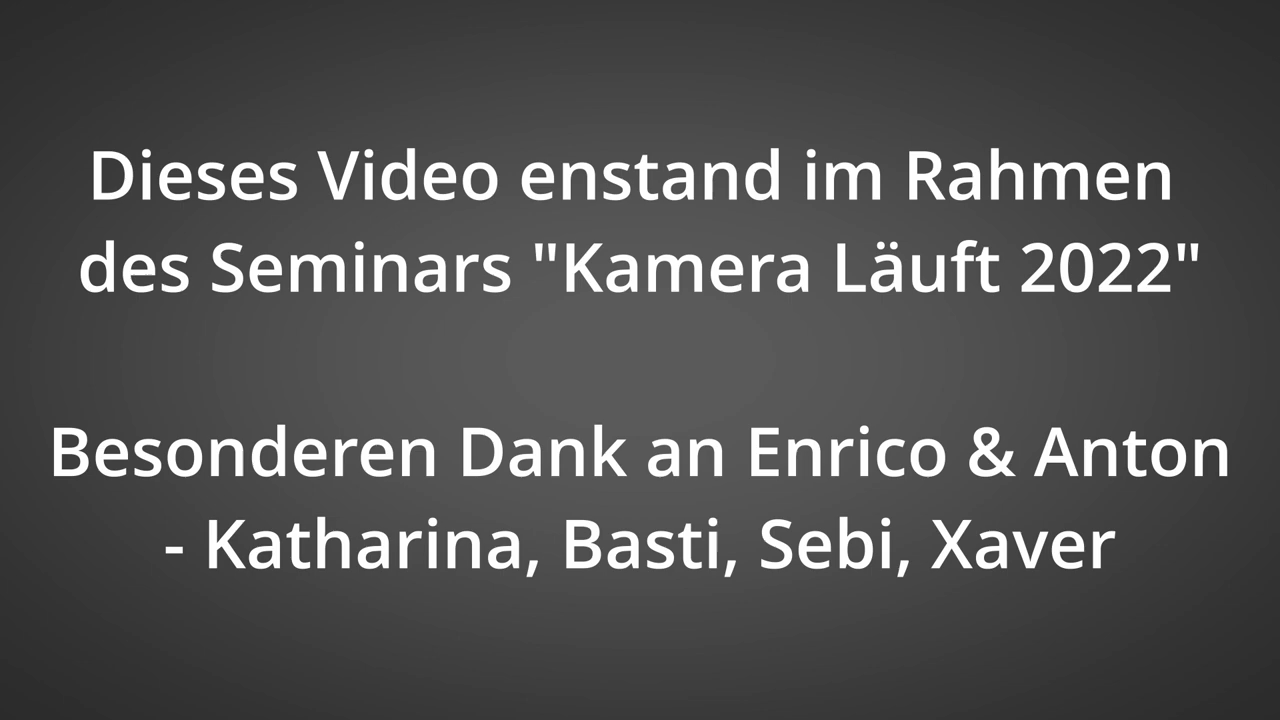 Dieses Video enstand im Rahmen
des Seminars "Kamera Läuft 2022"
Besonderen Dank an Enrico & Anton
- Katharina, Basti, Sebi, Xaver